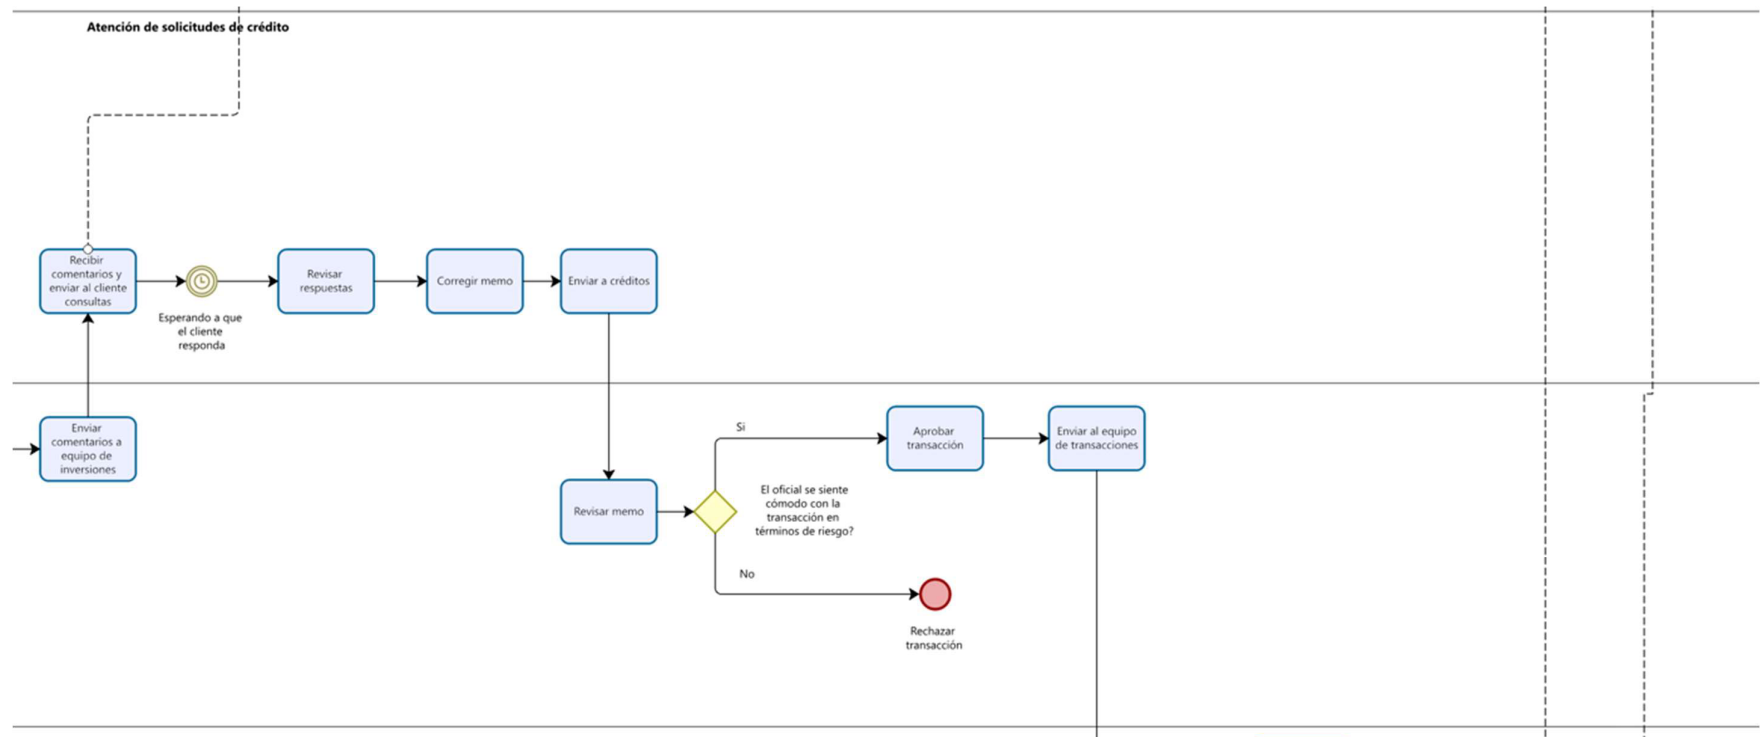 Atención de solicitudes de crédito
Recibir
comentarios y
enviar al cliente
consultas
Esperando a que
el cliente
responda
Revisar
respuestas
Corregir memo
Enviar a créditos
Enviar
comentarios a
equipo de
inversiones
Revisar memo
Si
El oficial se siente
cómodo con la
transacción en
términos de riesgo?
No
Aprobar
transacción
Enviar al equipo
de transacciones
Rechazar
transacción